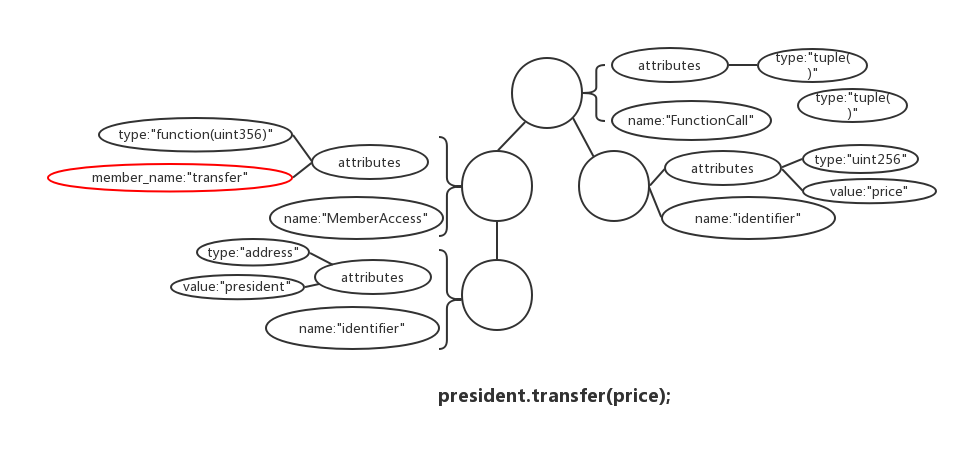 attributes
type:"tuple(
)"
name:"FunctionCall"
type:"tuple(
)"
type:"function(uint356)"
attributes
member_name:"transfer"
name:"MemberAccess"
attributes
type:"uint256"
value:"price"
name:"identifier"
type:"address"
attributes
value:"president"
name:"identifier"
president.transfer(price);